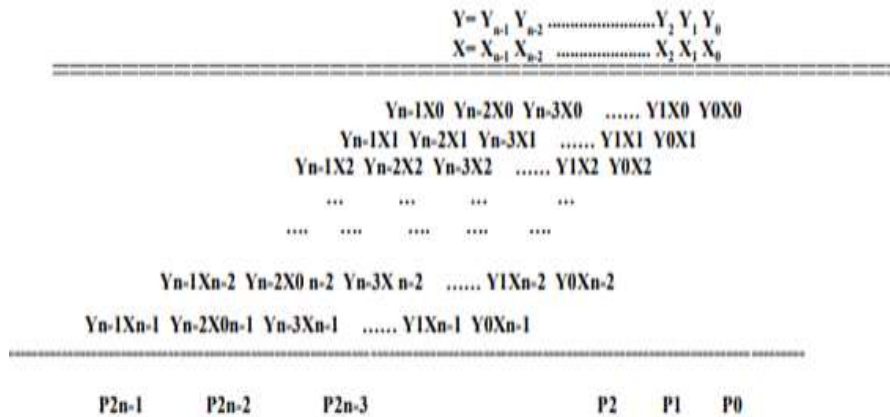 Y= Yn-1 Yn-2 ........................... Y2 Y1 Y0
X= Xn-1 Xn-2 ........................ X2 X1 X0
Yn=1X0 Yn=2X0 Yn=3X0 ...... Y1X0 Y0X0
Yn=1X1 Yn=2X1 Yn=3X1 ...... Y1X1 Y0X1
Yn=1X2 Yn=2X2 Yn=3X2 ...... Y1X2 Y0X2
... ... ... ...
.... .... .... .... ....
Yn=1Xn=2 Yn=2X0 n=2 Yn=3X n=2 ...... Y1Xn=2 Y0Xn=2
Yn=1Xn=1 Yn=2X0n=1 Yn=3Xn=1 ...... Y1Xn=1 Y0Xn=1
P2n=1 P2n=2 P2n=3 P2 P1 P0